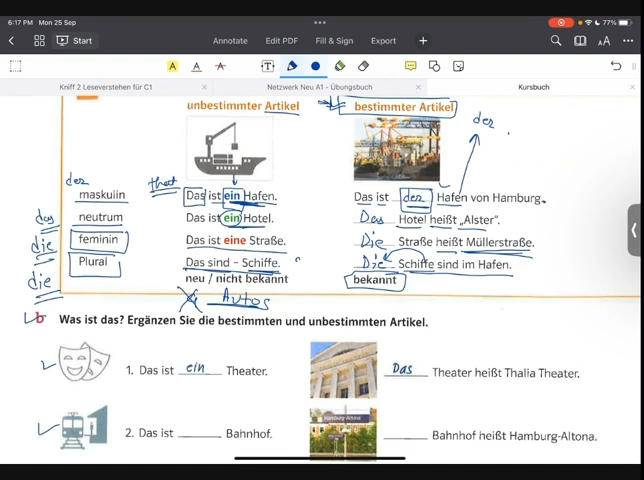 6:17 PM Mon 25 Sep
77%
Start
Annotate Edit PDF Fill & Sign Export
Kniff 2 Leseverstehen für C1
Netzwerk Neu A1 - Übungsbuch
Kursbuch
unbestimmter Artikel
bestimmter Artikel
der
der
that
maskulin
Das ist ein Hafen.
Das ist der Hafen von Hamburg.
das
neutrum
Das ist ein Hotel.
Das Hotel heißt „Alster“.
die
feminin
Das ist eine Straße.
Die Straße heißt Müllerstraße.
die
Plural
Das sind - Schiffe.
Die Schiffe sind im Hafen.
neu / nicht bekannt
bekannt
Autos
b Was ist das? Ergänzen Sie die bestimmten und unbestimmten Artikel.
1. Das ist ein Theater.
Das Theater heißt Thalia Theater.
Hamburg-Altona
2. Das ist ______ Bahnhof.
______ Bahnhof heißt Hamburg-Altona.